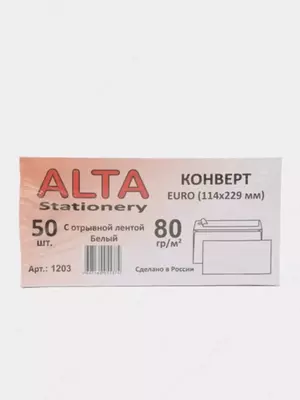 ALTA
Stationery
КОНВЕРТ
EURO (114x229 мм)
50
шт.
С отрывной лентой
Белый
80
гр/м²
Арт.: 1203
Сделано в России